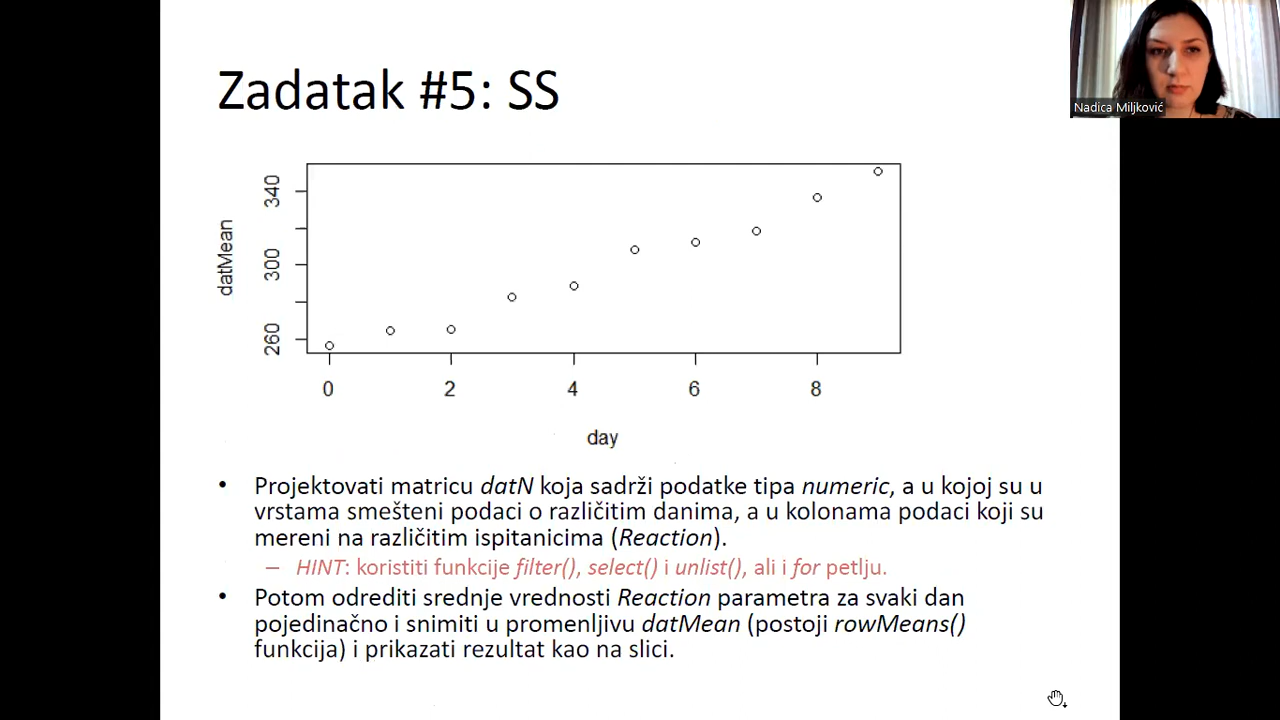 Zadatak #5: SS
Nadica Miljković
datMean
340
300
260
0 2 4 6 8
day
• Projektovati matricu datN koja sadrži podatke tipa numeric, a u kojoj su u
vrstama smešteni podaci o različitim danima, a u kolonama podaci koji su
mereni na različitim ispitanicima (Reaction).
– HINT: koristiti funkcije filter(), select() i unlist(), ali i for petlju.
• Potom odrediti srednje vrednosti Reaction parametra za svaki dan
pojedinačno i snimiti u promenljivu datMean (postoji rowMeans()
funkcija) i prikazati rezultat kao na slici.